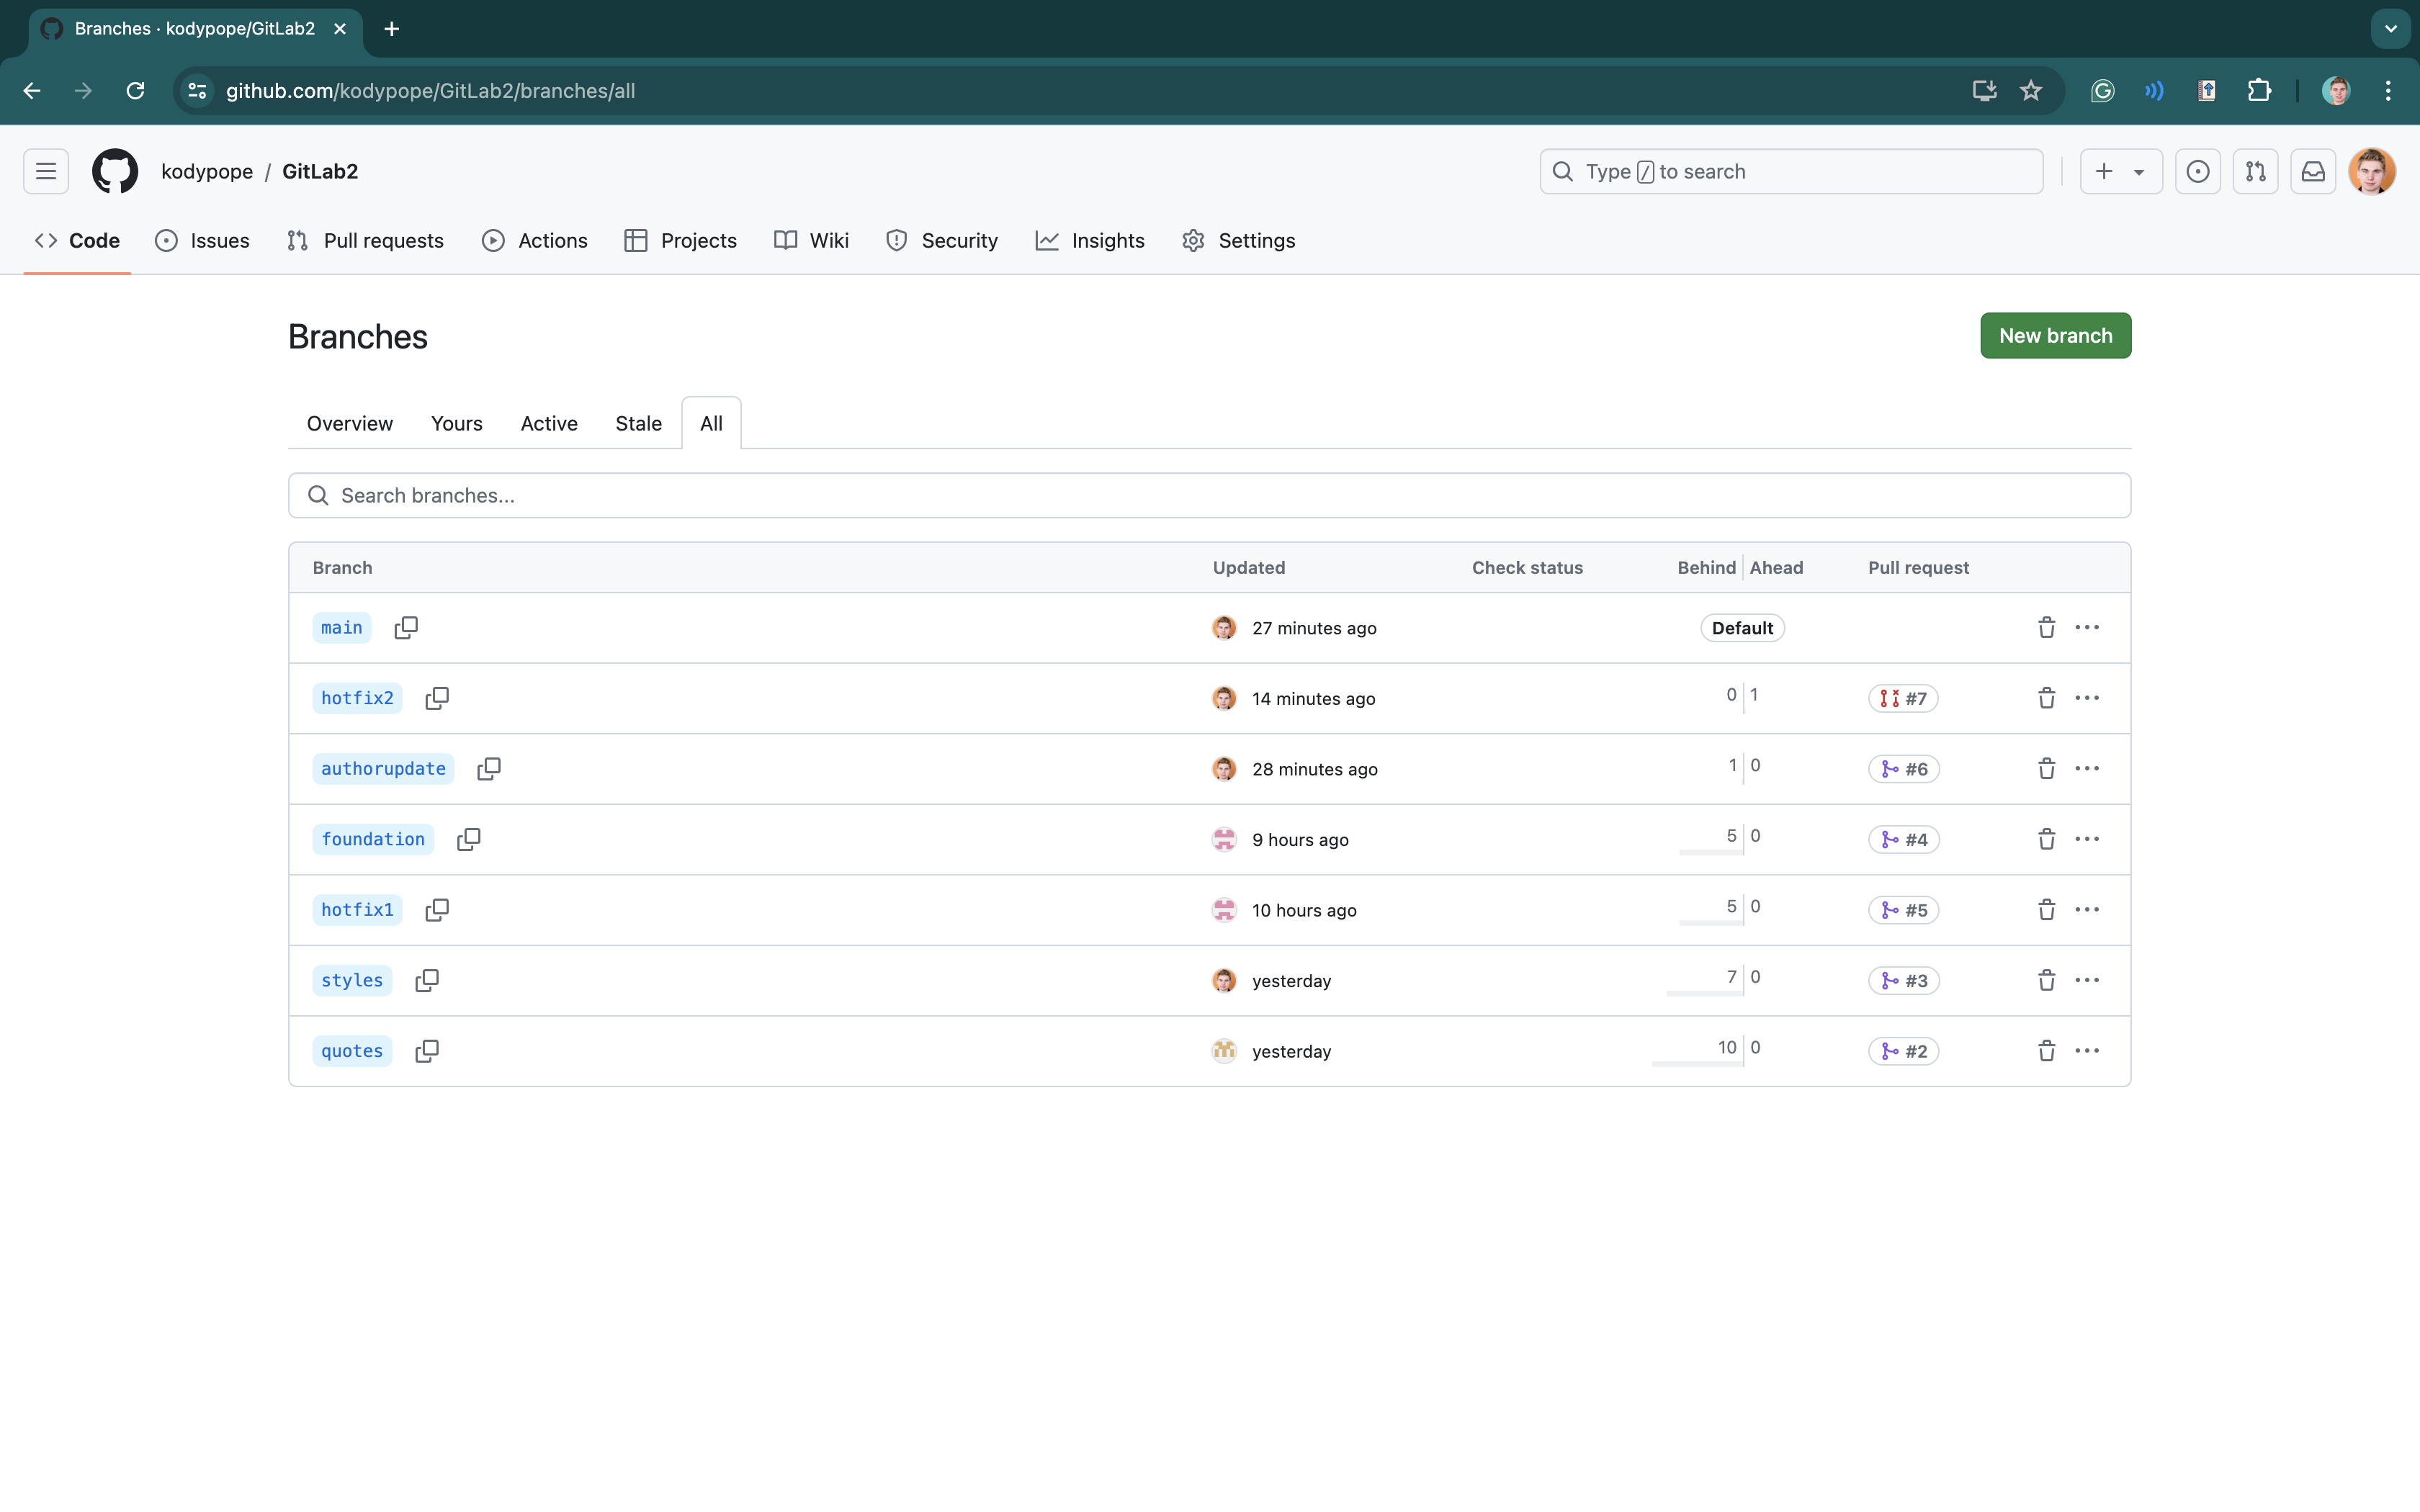 Branches · kodypope/GitLab2
github.com/kodypope/GitLab2/branches/all
kodypope / GitLab2
Type / to search
Code Issues Pull requests Actions Projects Wiki Security Insights Settings
Branches
New branch
Overview Yours Active Stale All
Search branches...
Branch Updated Check status Behind Ahead Pull request
main 27 minutes ago Default
hotfix2 14 minutes ago 0 1 #7
authorupdate 28 minutes ago 1 0 #6
foundation 9 hours ago 5 0 #4
hotfix1 10 hours ago 5 0 #5
styles yesterday 7 0 #3
quotes yesterday 10 0 #2